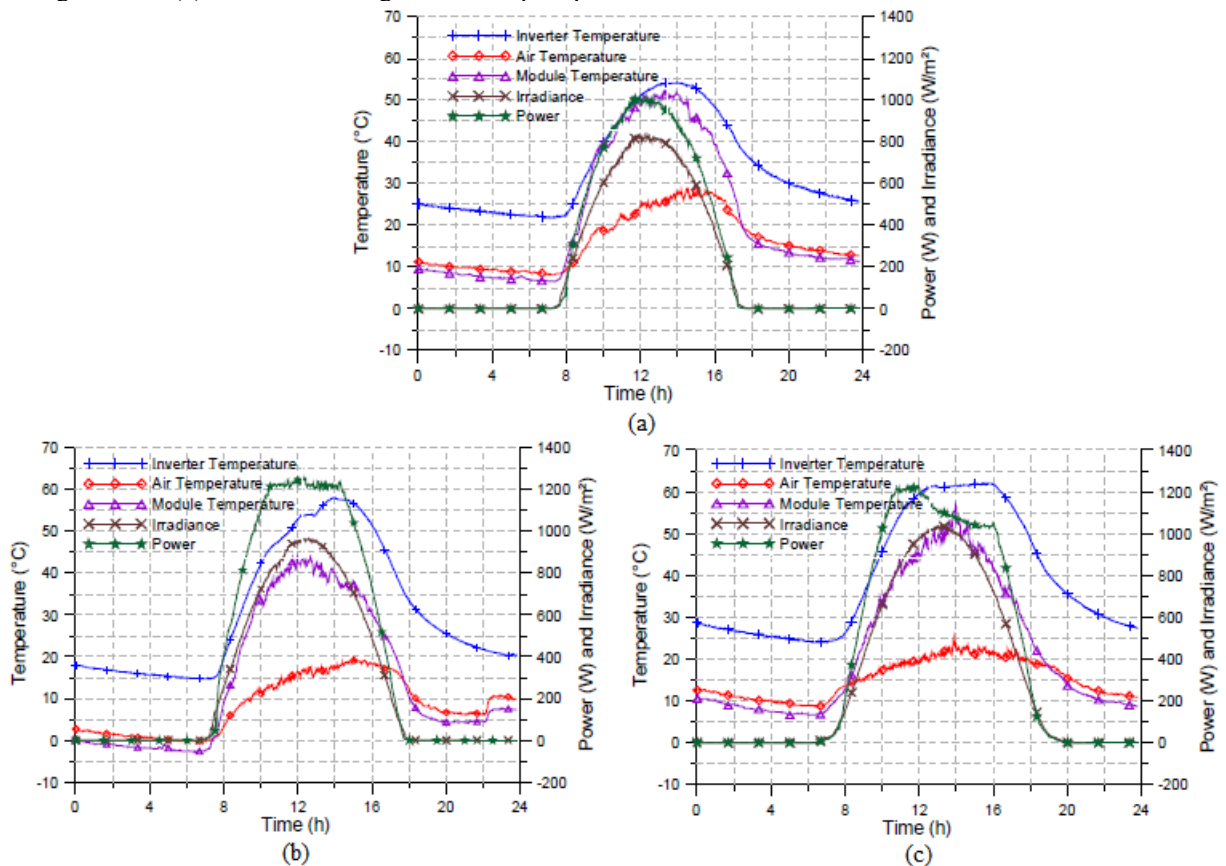 70
60
50
40
30
20
10
0
-10
Temperature (°C)
Inverter Temperature
Air Temperature
Module Temperature
Irradiance
Power
1400
1200
1000
800
600
400
200
0
-200
Power (W) and Irradiance (W/m²)
0 4 8 12 16 20 24
Time (h)
(a)
70
60
50
40
30
20
10
0
-10
Temperature (°C)
Inverter Temperature
Air Temperature
Module Temperature
Irradiance
Power
1400
1200
1000
800
600
400
200
0
-200
Power (W) and Irradiance (W/m²)
0 4 8 12 16 20 24
Time (h)
(b)
70
60
50
40
30
20
10
0
-10
Temperature (°C)
Inverter Temperature
Air Temperature
Module Temperature
Irradiance
Power
1400
1200
1000
800
600
400
200
0
-200
Power (W) and Irradiance (W/m²)
0 4 8 12 16 20 24
Time (h)
(c)